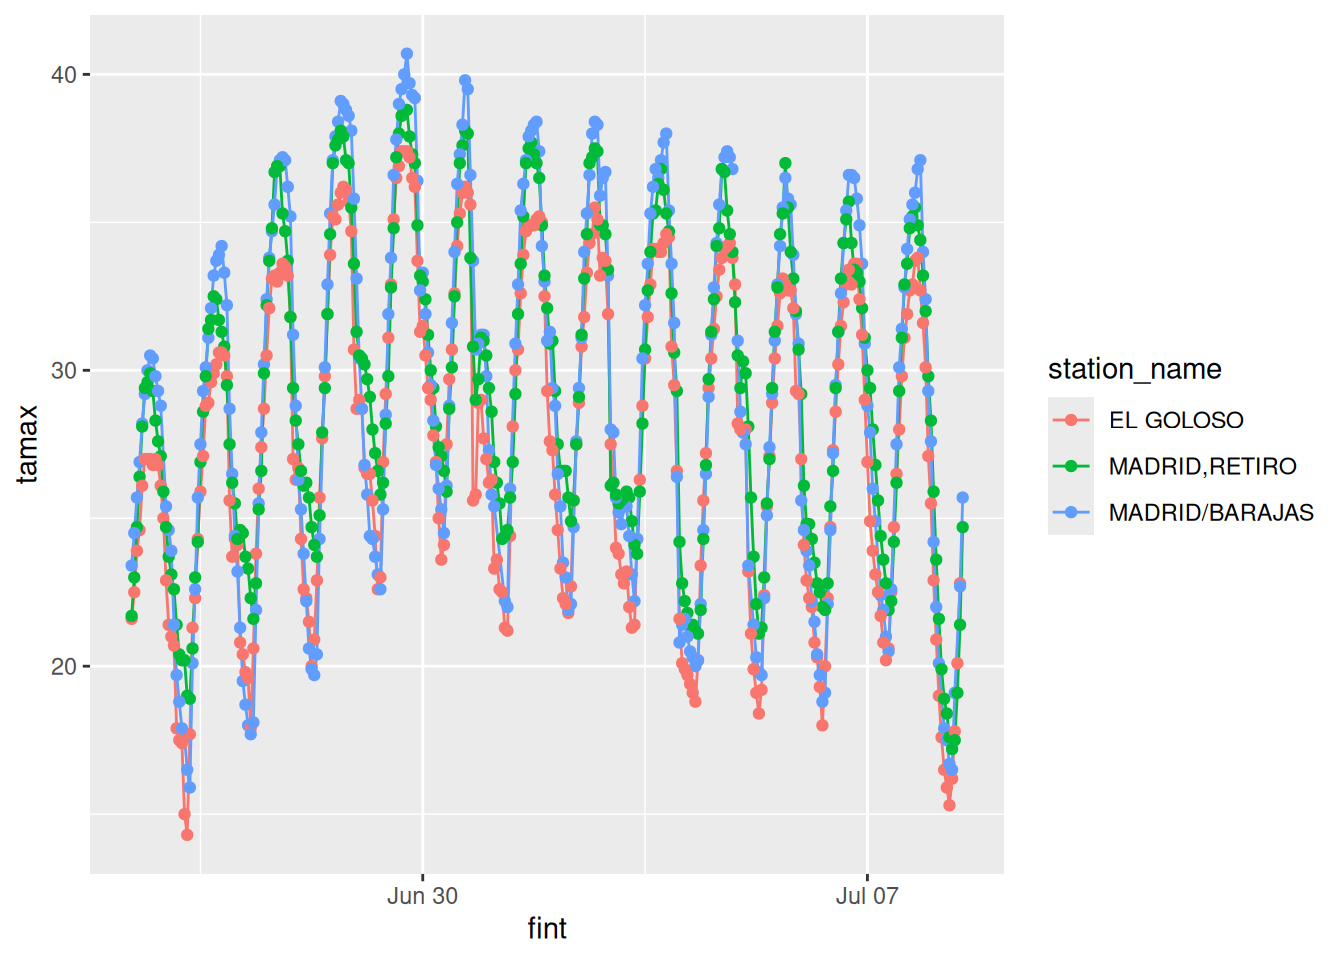 40
30
20
tamax
Jun 30
Jul 07
fint
station_name
EL GOLOSO
MADRID,RETIRO
MADRID/BARAJAS